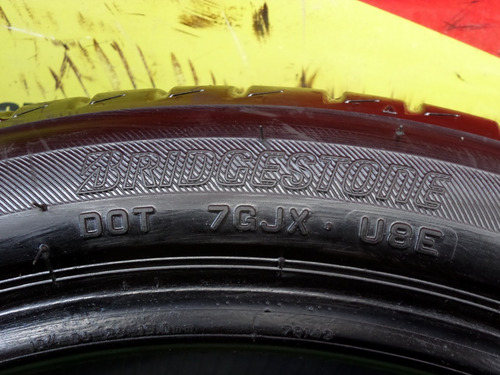 BRIDGESTONE
DOT 7GJX · U8E